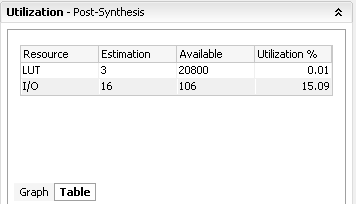 Utilization - Post-Synthesis
Resource Estimation Available Utilization %
LUT 3 20800 0.01
I/O 16 106 15.09
Graph Table